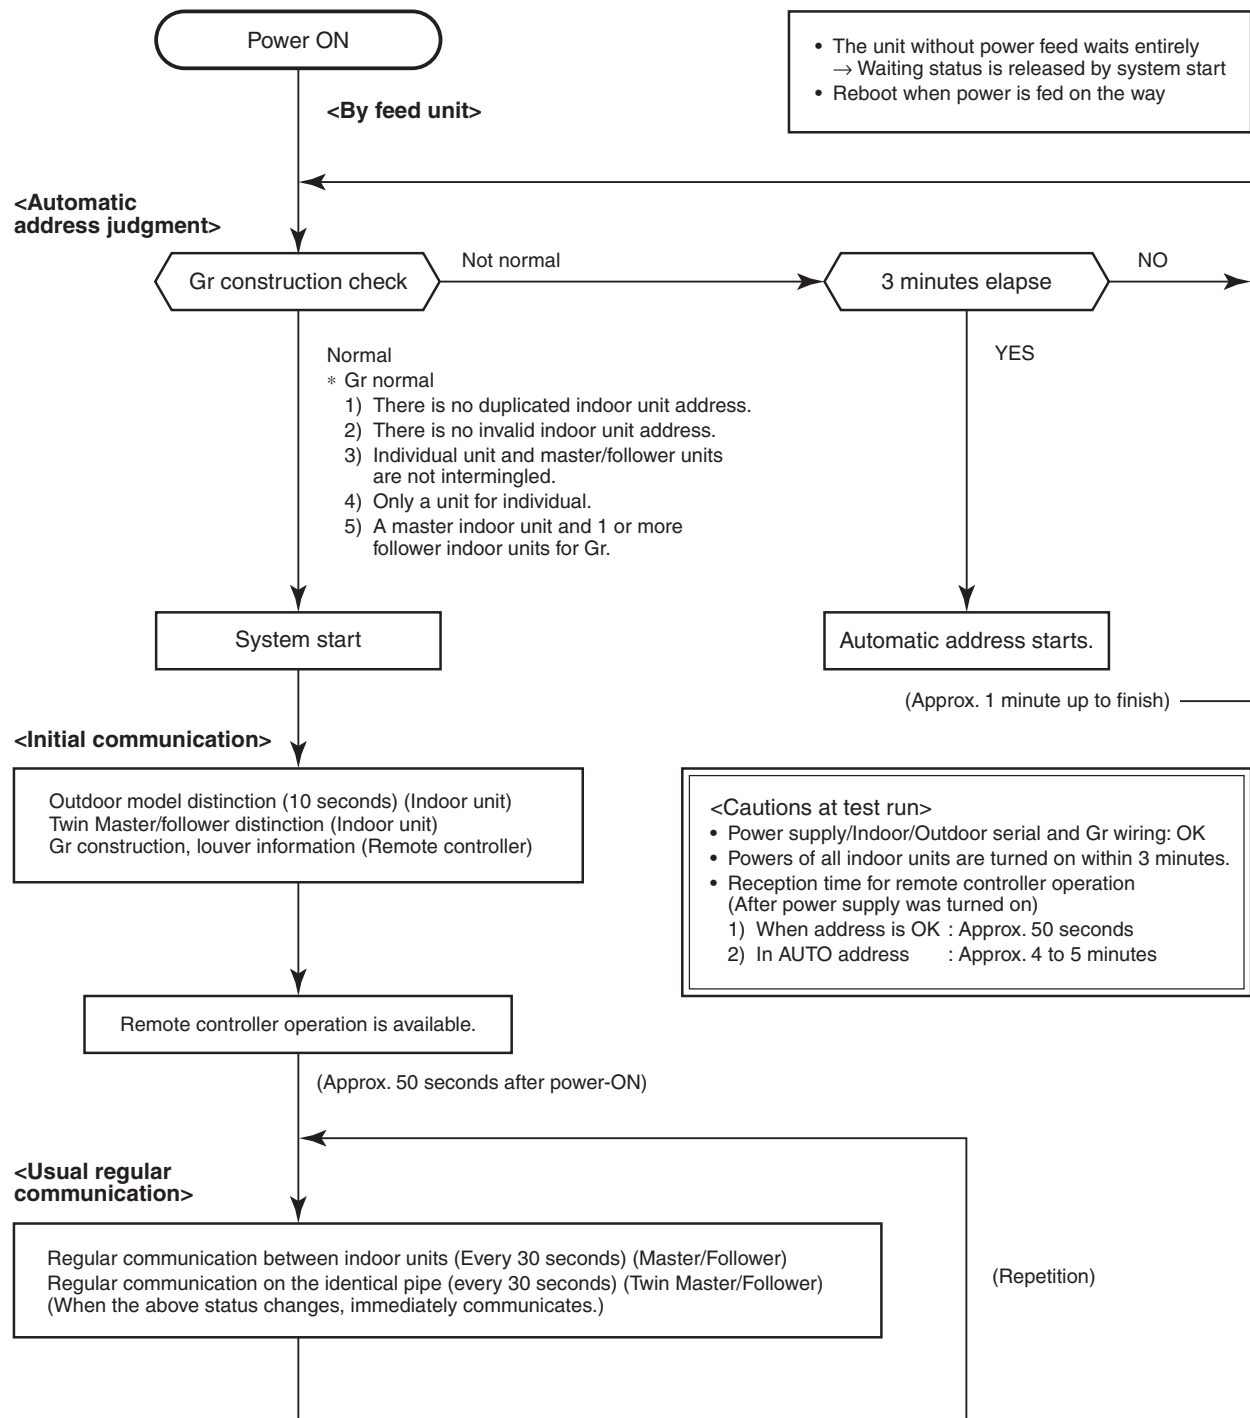 Power ON
• The unit without power feed waits entirely
→ Waiting status is released by system start
• Reboot when power is fed on the way
<By feed unit>
<Automatic
address judgment>
Gr construction check
Not normal
3 minutes elapse
NO
YES
Normal
* Gr normal
1) There is no duplicated indoor unit address.
2) There is no invalid indoor unit address.
3) Individual unit and master/follower units
are not intermingled.
4) Only a unit for individual.
5) A master indoor unit and 1 or more
follower indoor units for Gr.
System start
Automatic address starts.
(Approx. 1 minute up to finish)
<Initial communication>
Outdoor model distinction (10 seconds) (Indoor unit)
Twin Master/follower distinction (Indoor unit)
Gr construction, louver information (Remote controller)
<Cautions at test run>
• Power supply/Indoor/Outdoor serial and Gr wiring: OK
• Powers of all indoor units are turned on within 3 minutes.
• Reception time for remote controller operation
(After power supply was turned on)
1) When address is OK : Approx. 50 seconds
2) In AUTO address : Approx. 4 to 5 minutes
Remote controller operation is available.
(Approx. 50 seconds after power-ON)
<Usual regular
communication>
Regular communication between indoor units (Every 30 seconds) (Master/Follower)
Regular communication on the identical pipe (every 30 seconds) (Twin Master/Follower)
(When the above status changes, immediately communicates.)
(Repetition)